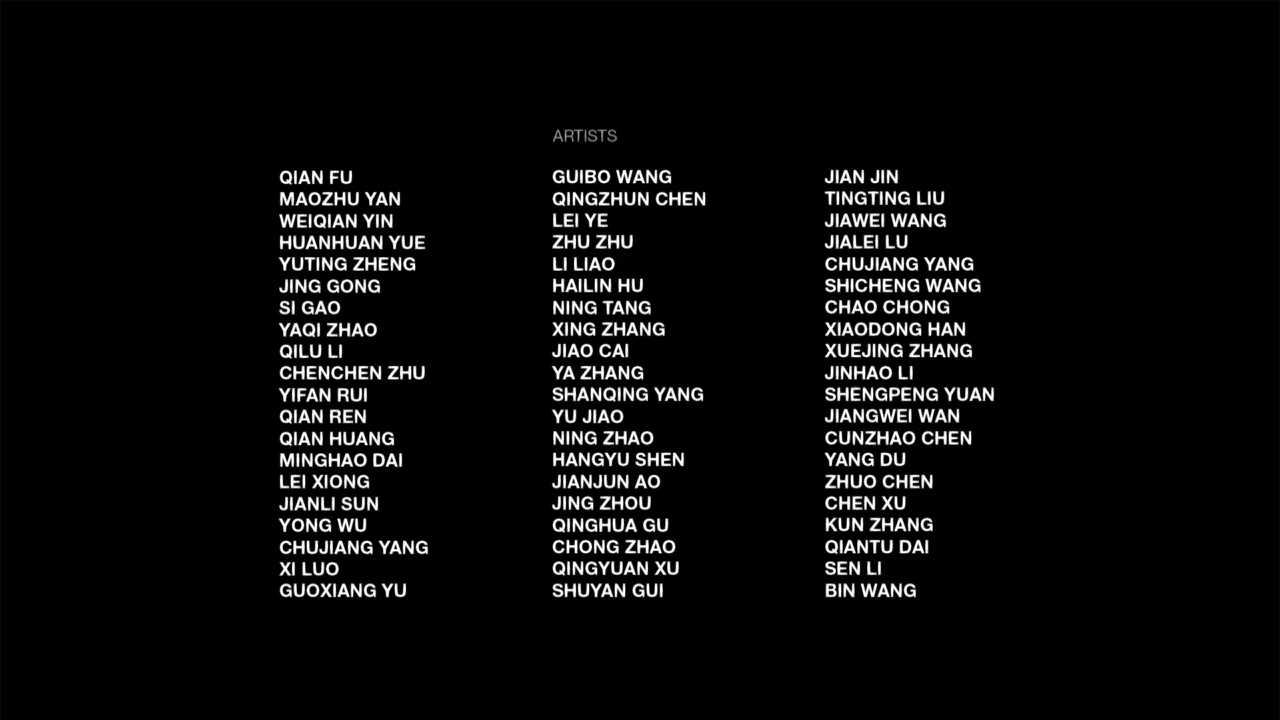 ARTISTS
QIAN FU
MAOZHU YAN
WEIQIAN YIN
HUANHUAN YUE
YUTING ZHENG
JING GONG
SI GAO
YAQI ZHAO
QILU LI
CHENCHEN ZHU
YIFAN RUI
QIAN REN
QIAN HUANG
MINGHAO DAI
LEI XIONG
JIANLI SUN
YONG WU
CHUJIANG YANG
XI LUO
GUOXIANG YU
GUIBO WANG
QINGZHUN CHEN
LEI YE
ZHU ZHU
LI LIAO
HAILIN HU
NING TANG
XING ZHANG
JIAO CAI
YA ZHANG
SHANQING YANG
YU JIAO
NING ZHAO
HANGYU SHEN
JIANJUN AO
JING ZHOU
QINGHUA GU
CHONG ZHAO
QINGYUAN XU
SHUYAN GUI
JIAN JIN
TINGTING LIU
JIAWEI WANG
JIALEI LU
CHUJIANG YANG
SHICHENG WANG
CHAO CHONG
XIAODONG HAN
XUEJING ZHANG
JINHAO LI
SHENGPENG YUAN
JIANGWEI WAN
CUNZHAO CHEN
YANG DU
ZHUO CHEN
CHEN XU
KUN ZHANG
QIANTU DAI
SEN LI
BIN WANG